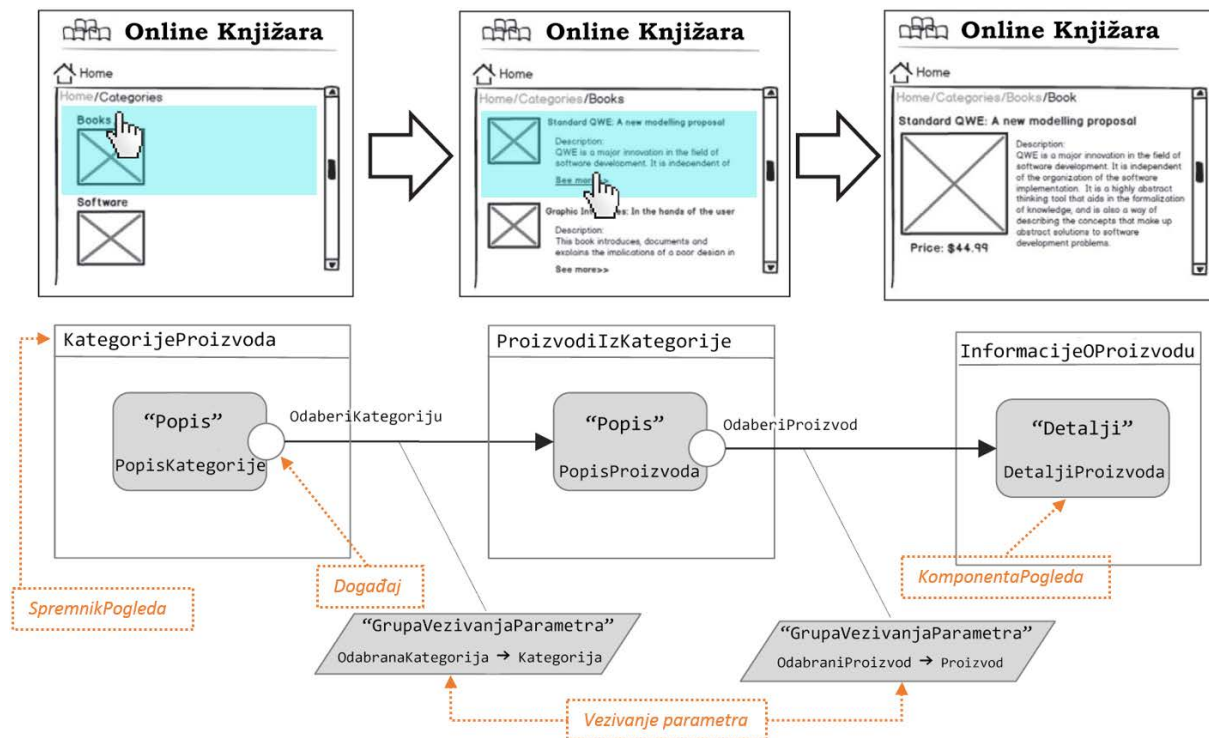 Online Knjižara
Home
Home/Categories
Books
Software
Online Knjižara
Home
Home/Categories/Books
Standard QWE: A new modelling proposal
Description:
QWE is a major innovation in the field of
software development. It is independent of
See more>>
Graphic In es: In the hands of the user
Description:
This book introduces, documents and
explains the implications of a poor design in
See more>>
Online Knjižara
Home
Home/Categories/Books/Book
Standard QWE: A new modelling proposal
Description:
QWE is a major innovation in the field of
software development. It is independent
of the organization of the software
implementation. It is a highly abstract
thinking tool that aids in the formalization
of knowledge, and is also a way of
describing the concepts that make up
abstract solutions to software
development problems.
Price: $44.99
KategorijeProizvoda
“Popis”
PopisKategorije
OdaberiKategoriju
ProizvodiIzKategorije
“Popis”
PopisProizvoda
OdaberiProizvod
InformacijeOProizvodu
“Detalji”
DetaljiProizvoda
SpremnikPogleda
Događaj
KomponentaPogleda
“GrupaVezivanjaParametra”
OdabranaKategorija → Kategorija
“GrupaVezivanjaParametra”
OdabraniProizvod → Proizvod
Vezivanje parametra